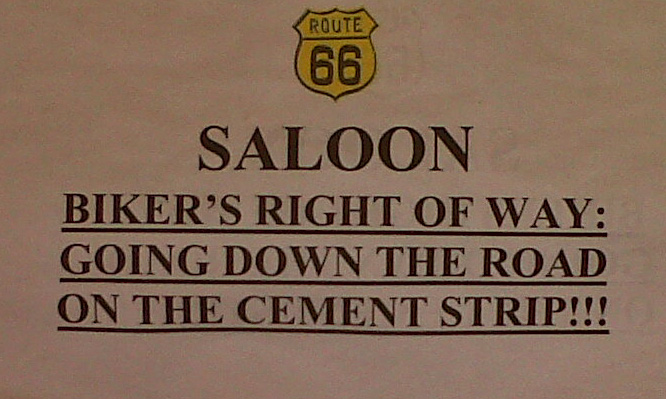 ROUTE
66
SALOON
BIKER'S RIGHT OF WAY:
GOING DOWN THE ROAD
ON THE CEMENT STRIP!!!